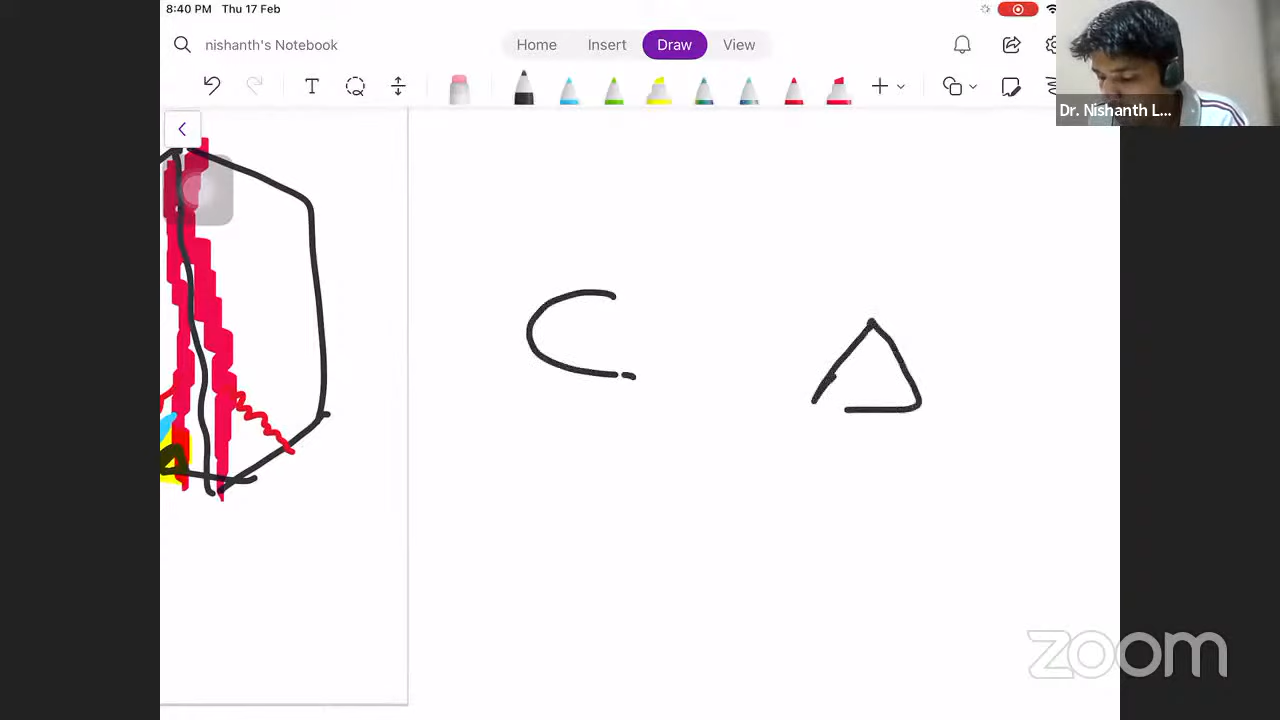 8:40 PM Thu 17 Feb
nishanth's Notebook
Home Insert Draw View
T
Dr. Nishanth L...
C
zoom